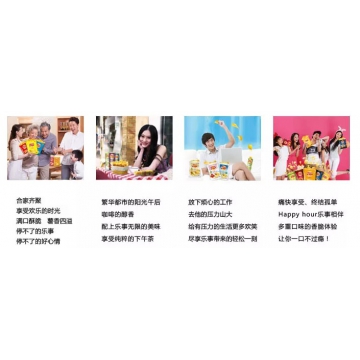 合家齐聚
享受欢乐的时光
满口酥脆 薯香四溢
停不了的乐事
停不了的好心情
繁华都市的阳光午后
咖啡的醇香
配上乐事无限的美味
享受纯粹的下午茶
放下烦心的工作
去他的压力山大
给有压力的生活更多欢笑
尽享乐事带来的轻松一刻
痛快享受、终结孤单
Happy hour乐事相伴
多重口味的香脆体验
让你一口不过瘾！